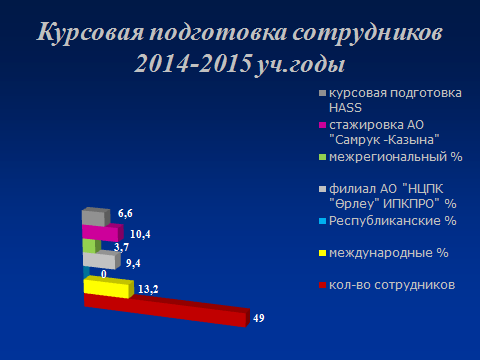 Курсовая подготовка сотрудников
2014-2015 уч.годы
курсовая подготовка
HASS
стажировка АО
"Самрук -Казына"
межрегиональный %
филиал АО "НЦПК
"Өрлеу" ИПКПРО" %
Республиканские %
международные %
кол-во сотрудников
6,6
10,4
3,7
9,4
0
13,2
49